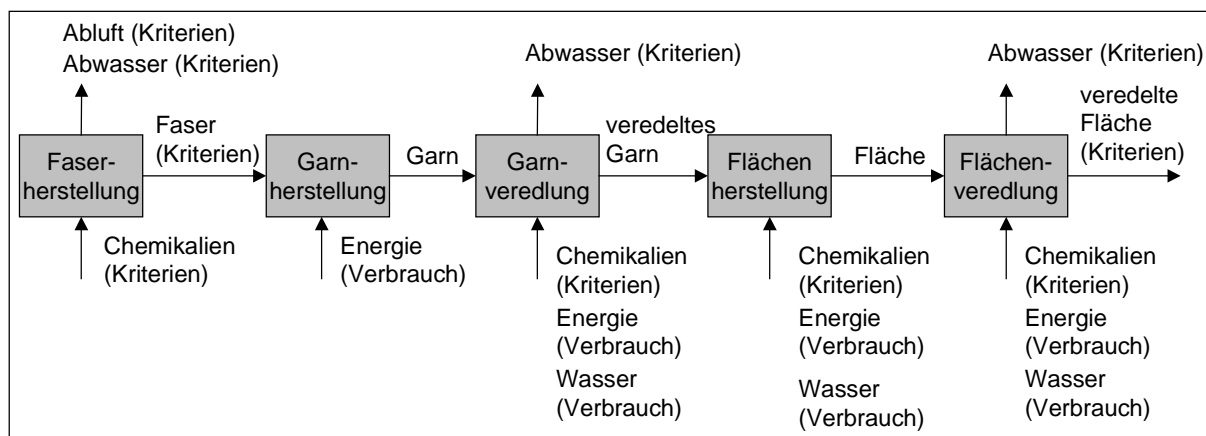 Abluft (Kriterien)
Abwasser (Kriterien)
Abwasser (Kriterien)
Abwasser (Kriterien)
Faser-
herstellung
Faser
(Kriterien)
Garn-
herstellung
Garn
Garn-
veredlung
veredeltes
Garn
Flächen
herstellung
Fläche
Flächen-
veredlung
veredelte
Fläche
(Kriterien)
Chemikalien
(Kriterien)
Energie
(Verbrauch)
Chemikalien
(Kriterien)
Energie
(Verbrauch)
Wasser
(Verbrauch)
Chemikalien
(Kriterien)
Energie
(Verbrauch)
Wasser
(Verbrauch)
Chemikalien
(Kriterien)
Energie
(Verbrauch)
Wasser
(Verbrauch)